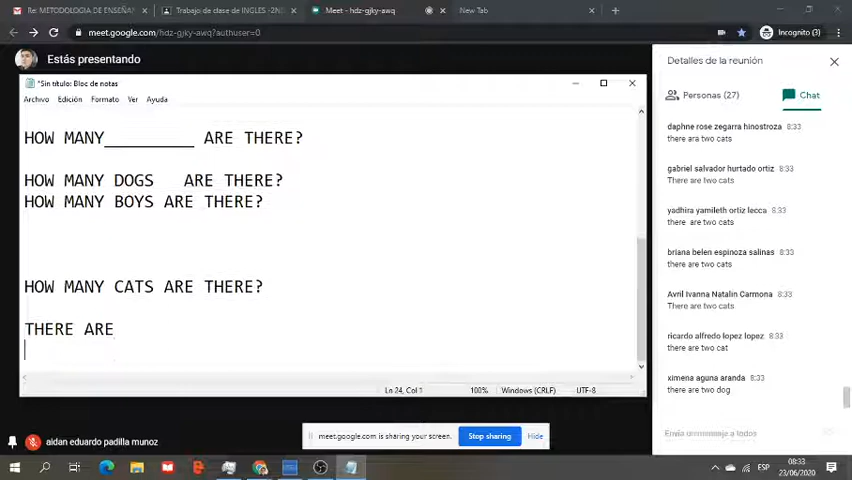 Re: METODOLOGIA DE ENSEÑAN
Trabajo de clase de INGLES -2NI
Meet - hdz-gjky-awq
New Tab
meet.google.com/hdz-gjky-awq?authuser=0
Incognito (3)
Estás presentando
*Sin título: Bloc de notas
Archivo Edición Formato Ver Ayuda
HOW MANY_________ ARE THERE?
HOW MANY DOGS ARE THERE?
HOW MANY BOYS ARE THERE?
HOW MANY CATS ARE THERE?
THERE ARE
Ln 24, Col 1 100% Windows (CRLF) UTF-8
aidan eduardo padilla munoz
meet.google.com is sharing your screen. Stop sharing Hide
Detalles de la reunión
Personas (27) Chat
daphne rose zegarra hinostroza 8:33
there ara two cats
gabriel salvador hurtado ortiz 8:33
There are two cats
yadhira yamileth ortiz lecca 8:33
there are two cats
briana belen espinoza salinas 8:33
there are two cats
Avril Ivanna Natalin Carmona 8:33
There are two cats
ricardo alfredo lopez lopez 8:33
there are two cat
ximena aguna aranda 8:33
there are two dog
Envía un mensaje a todos
ESP
08:33
23/06/2020